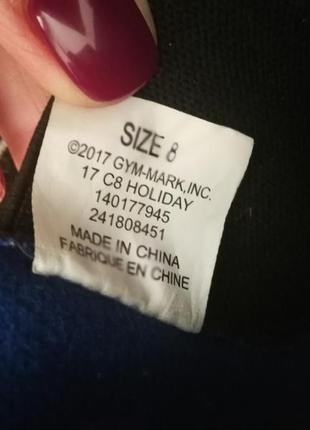 SIZE 8
©2017 GYM-MARK,INC.
17 C8 HOLIDAY
140177945
241808451
MADE IN CHINA
FABRIQUE EN CHINE